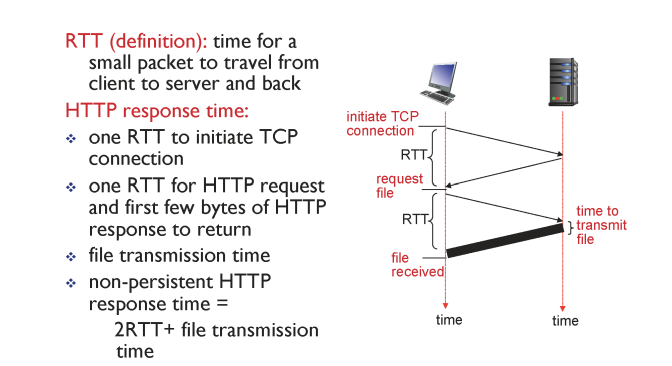 RTT (definition): time for a
small packet to travel from
client to server and back
HTTP response time:
one RTT to initiate TCP
connection
one RTT for HTTP request
and first few bytes of HTTP
response to return
file transmission time
non-persistent HTTP
response time =
2RTT+ file transmission
time
initiate TCP
connection
RTT
request
file
RTT
file
received
time to
transmit
file
time
time